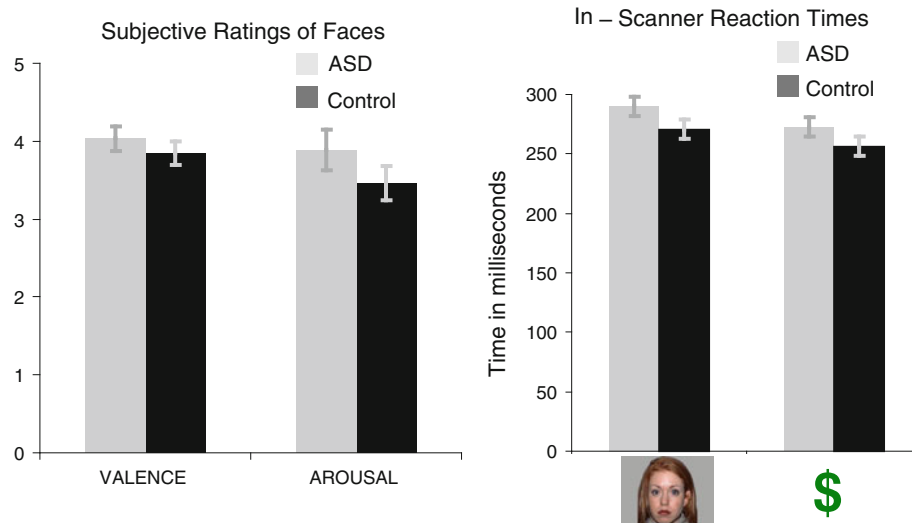 Subjective Ratings of Faces
ASD
Control
5
4
3
2
1
0
VALENCE
AROUSAL
In – Scanner Reaction Times
ASD
Control
Time in milliseconds
300
250
200
150
100
50
0
$